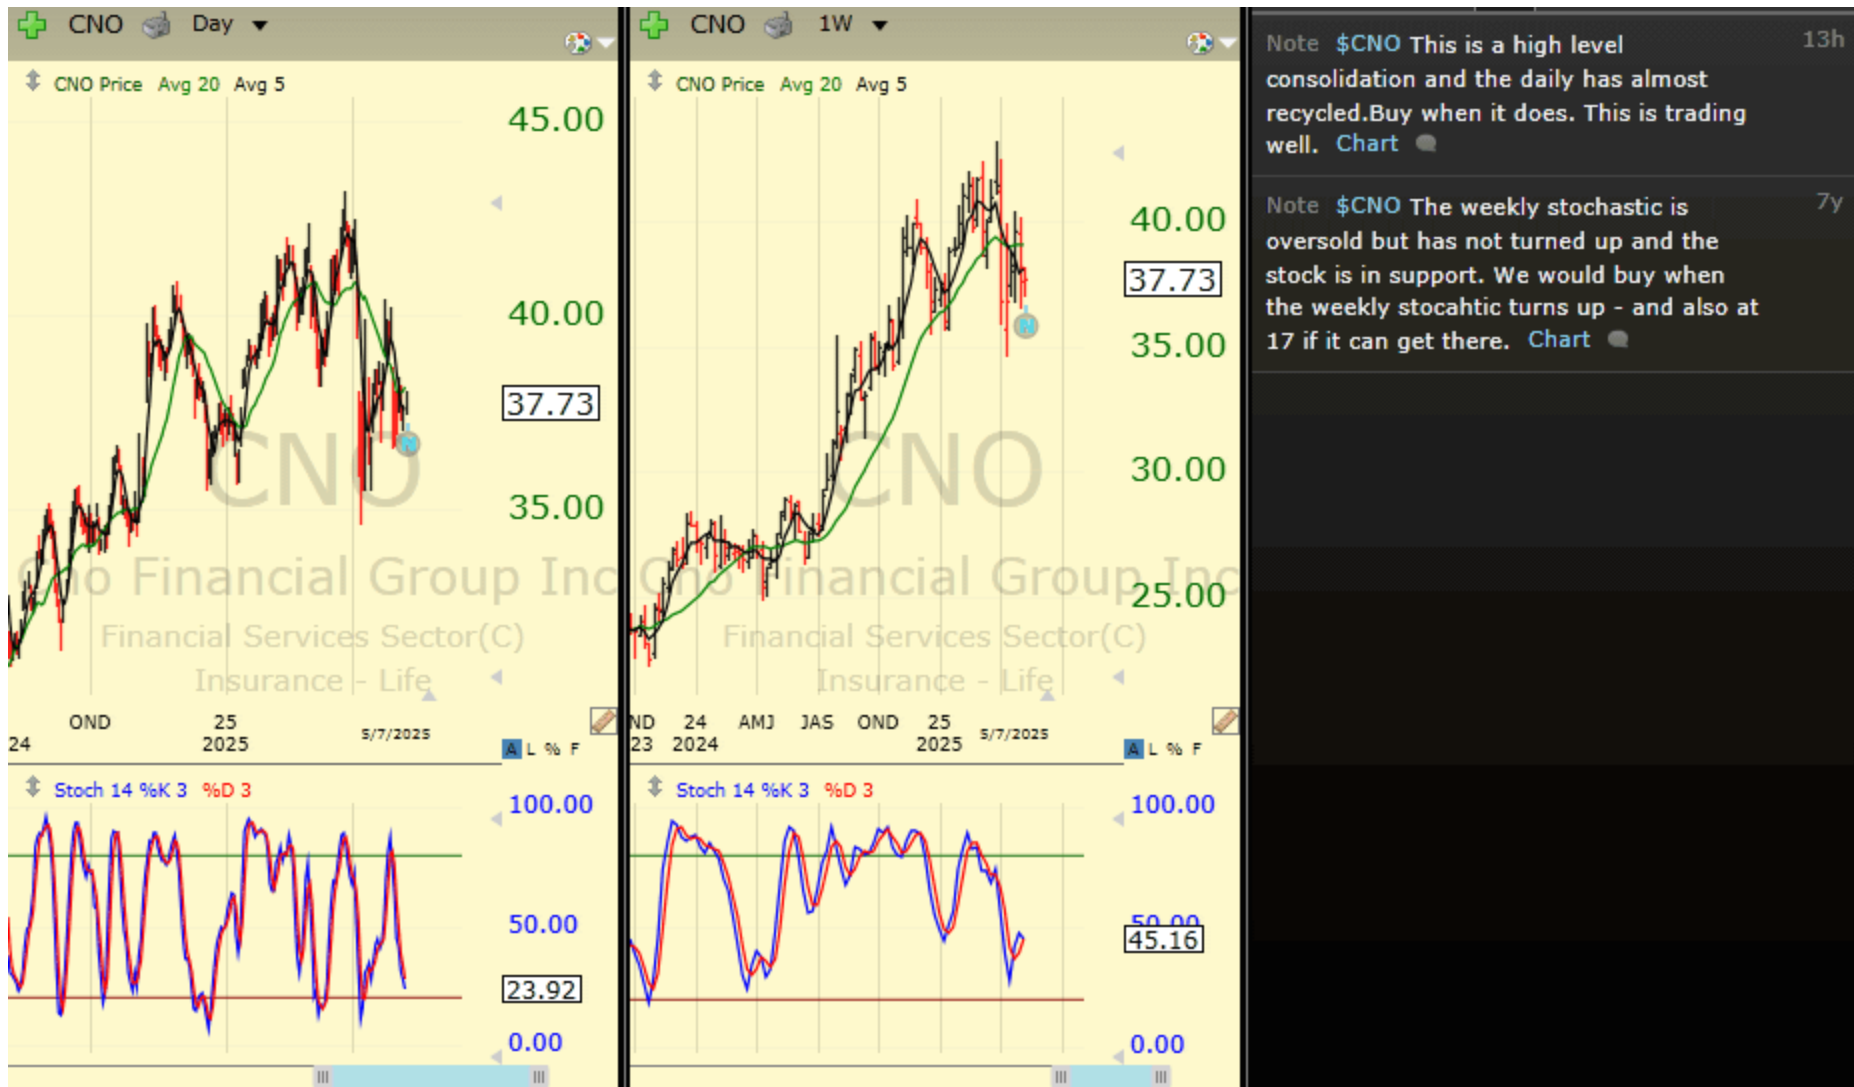 CNO Day
CNO Price Avg 20 Avg 5
45.00
40.00
37.73
35.00
CNO
Cno Financial Group Inc
Financial Services Sector(C)
Insurance - Life
OND 25
24 2025 5/7/2025
A L % F
Stoch 14 %K 3 %D 3
100.00
50.00
23.92
0.00
CNO 1W
CNO Price Avg 20 Avg 5
40.00
37.73
35.00
30.00
25.00
CNO
Cno Financial Group Inc
Financial Services Sector(C)
Insurance - Life
N
N
ND 24 AMJ JAS OND 25
23 2024 2025 5/7/2025
A L % F
Stoch 14 %K 3 %D 3
100.00
50.00
45.16
0.00
Note $CNO This is a high level 13h
consolidation and the daily has almost
recycled.Buy when it does. This is trading
well. Chart
Note $CNO The weekly stochastic is 7y
oversold but has not turned up and the
stock is in support. We would buy when
the weekly stocahtic turns up - and also at
17 if it can get there. Chart